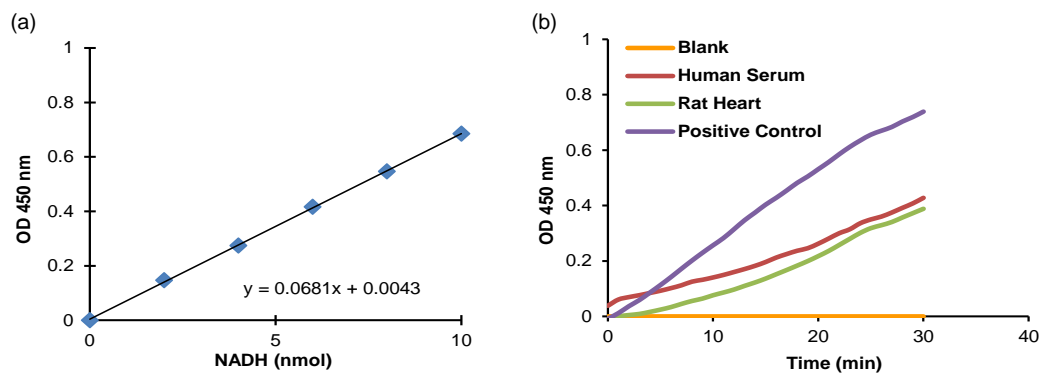 (a)
1
0.8
0.6
0.4
0.2
0
OD 450 nm
y = 0.0681x + 0.0043
0 5 10
NADH (nmol)
(b)
1
0.8
0.6
0.4
0.2
0
OD 450 nm
Blank
Human Serum
Rat Heart
Positive Control
0 10 20 30 40
Time (min)